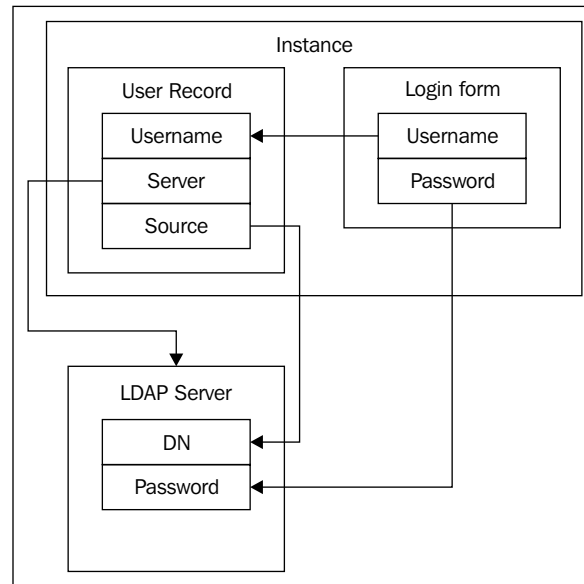 Instance
User Record
Username
Server
Source
Login form
Username
Password
LDAP Server
DN
Password